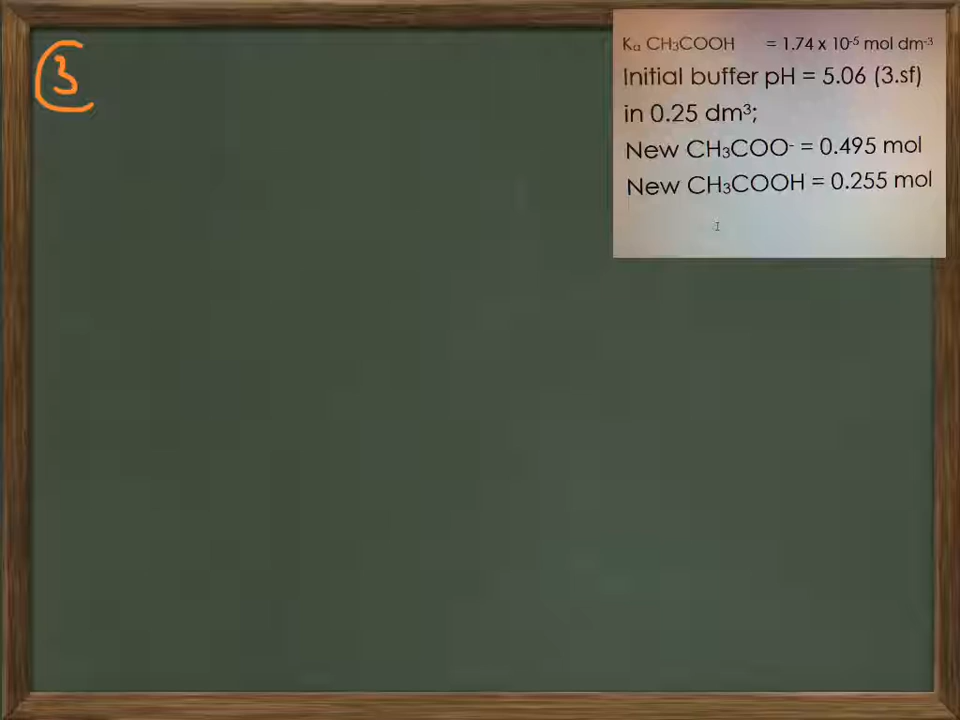 3
Ka CH₃COOH = 1.74 x 10⁻⁵ mol dm⁻³
Initial buffer pH = 5.06 (3.sf)
in 0.25 dm³;
New CH₃COO⁻ = 0.495 mol
New CH₃COOH = 0.255 mol